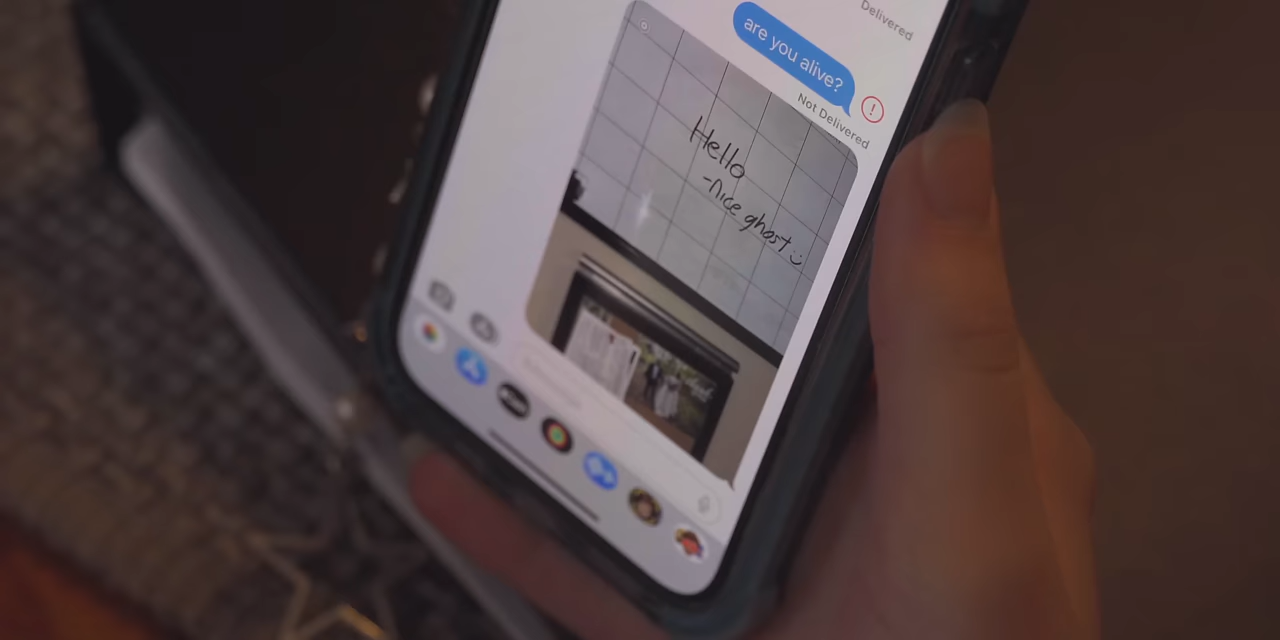 Delivered
are you alive?
!
Not Delivered
Hello
-nice ghost :)